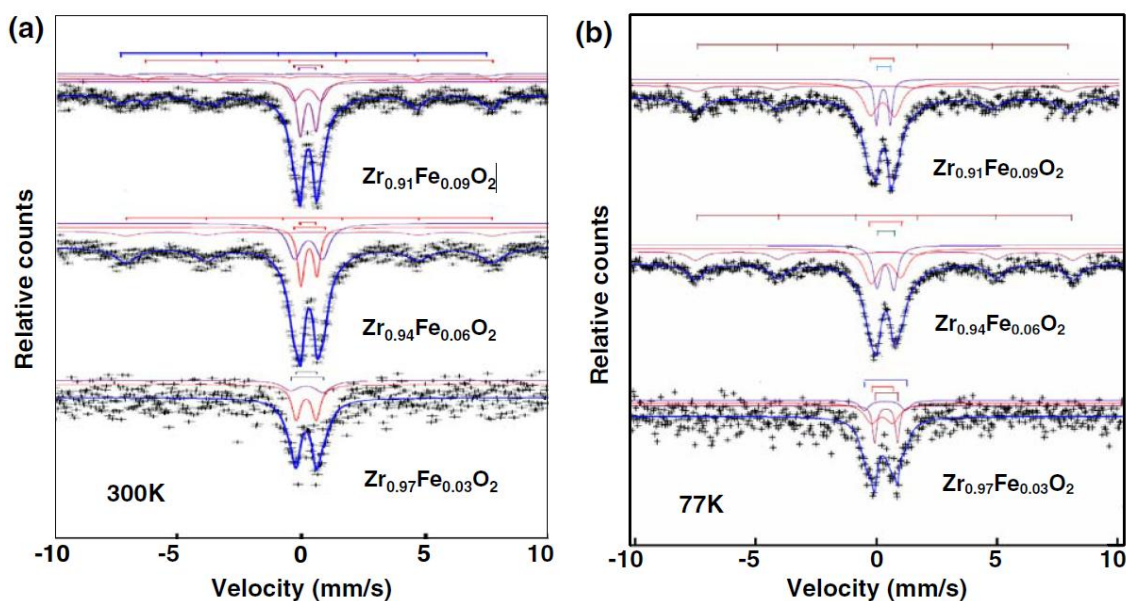 (a)
Relative counts
Zr0.91Fe0.09O2
Zr0.94Fe0.06O2
Zr0.97Fe0.03O2
300K
-10 -5 0 5 10
Velocity (mm/s)
(b)
Relative counts
Zr0.91Fe0.09O2
Zr0.94Fe0.06O2
Zr0.97Fe0.03O2
77K
-10 -5 0 5 10
Velocity (mm/s)